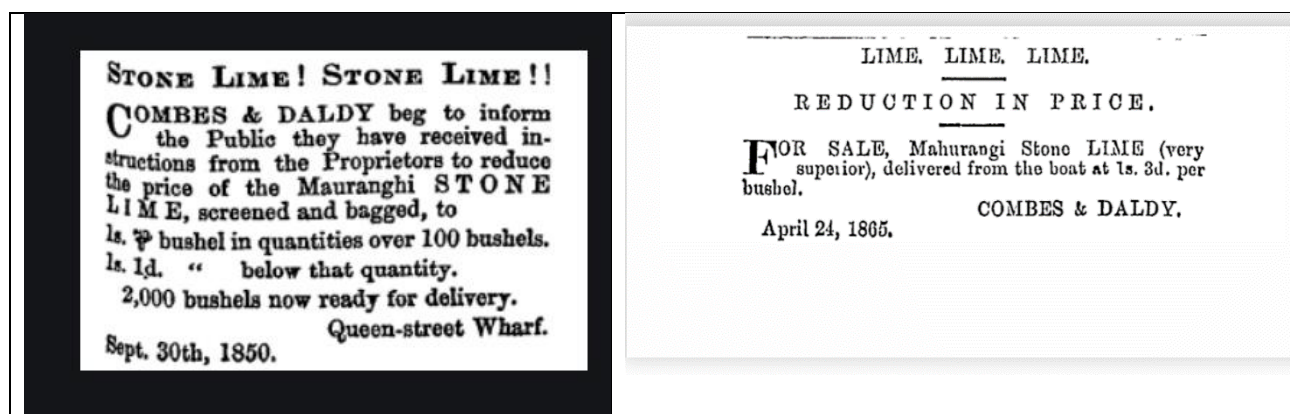 STONE LIME! STONE LIME!!
COMBES & DALDY beg to inform
the Public they have received in-
structions from the Proprietors to reduce
the price of the Mauranghi STONE
LIME, screened and bagged, to
1s. ⅌ bushel in quantities over 100 bushels.
1s. 1d. “ below that quantity.
2,000 bushels now ready for delivery.
Queen-street Wharf.
Sept. 30th, 1850.
LIME. LIME. LIME.
REDUCTION IN PRICE.
FOR SALE, Mahurangi Stone LIME (very
superior), delivered from the boat at 1s. 3d. per
bushel.
COMBES & DALDY.
April 24, 1865.